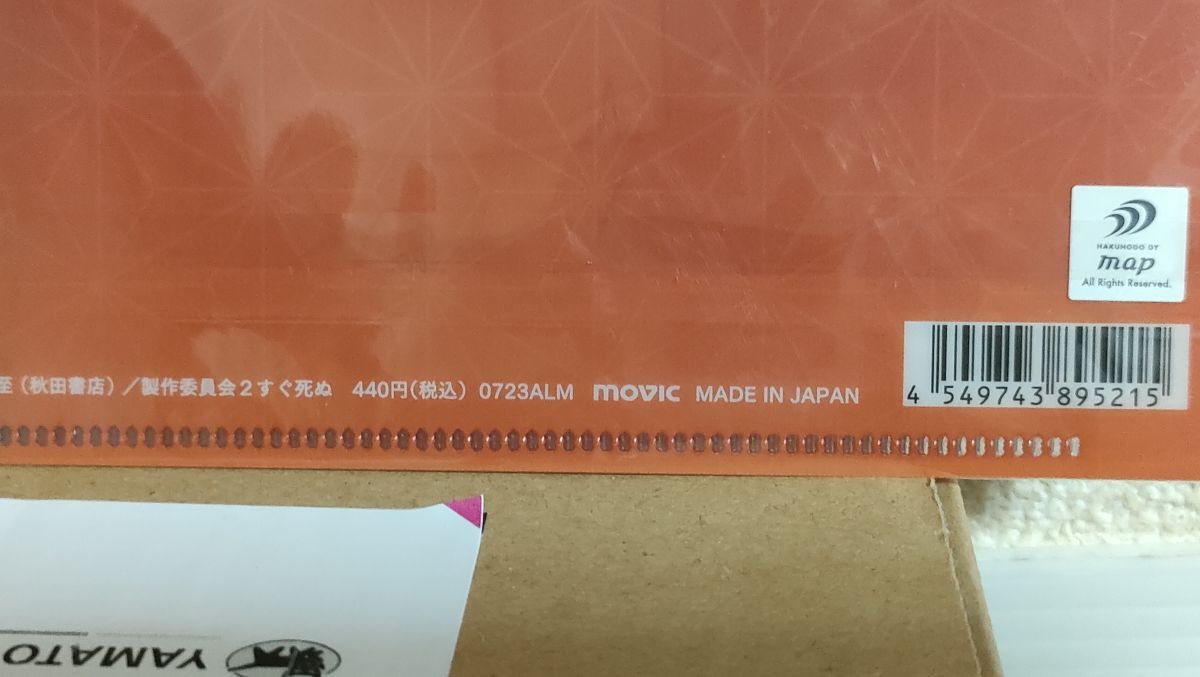 HAKUHODO DY
map
All Rights Reserved.
至（秋田書店）／製作委員会２すぐ死ぬ 440円（税込） 0723ALM movic MADE IN JAPAN
4 549743 895215
YAMATO